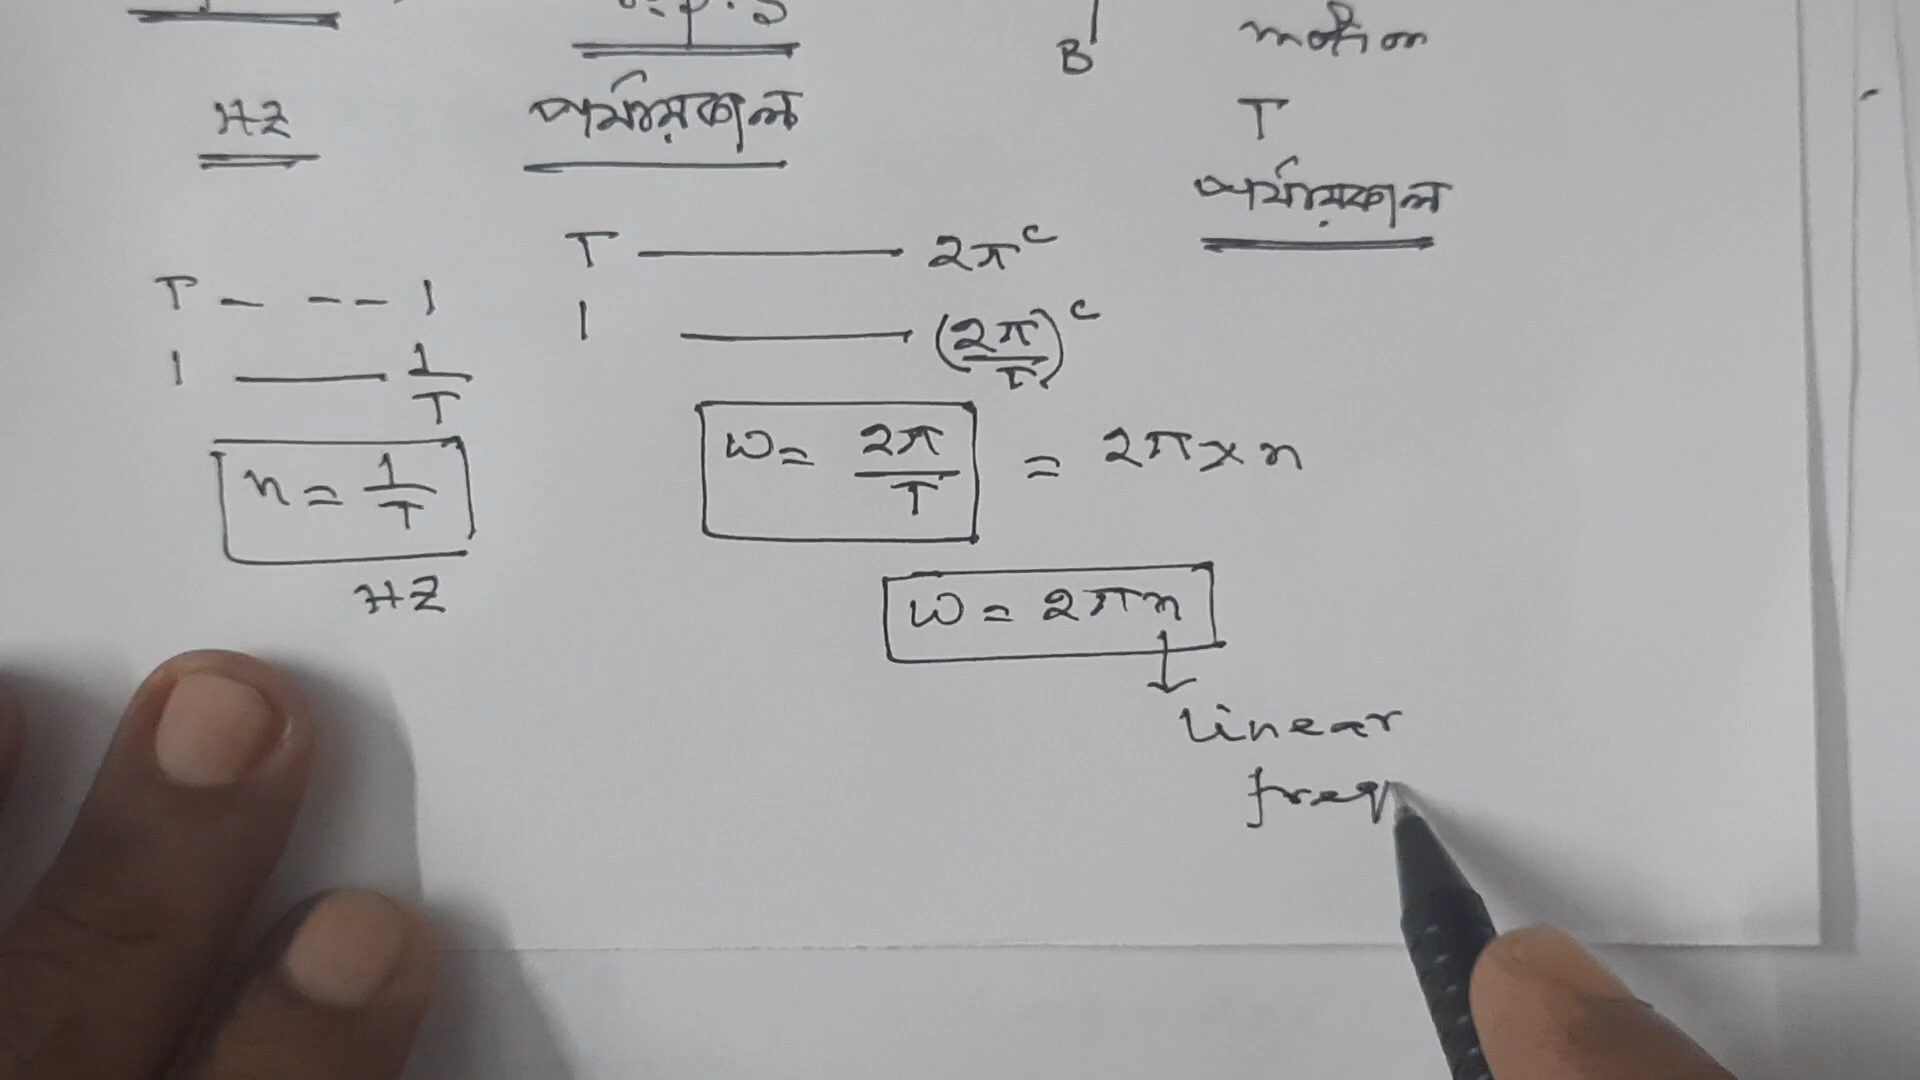 B
motion
HZ
পর্যায়কাল
T
পর্যায়কাল
T ——— 2π^c
T - -- 1
1 ——— (2π/T)^c
1 ——— 1/T
ω = 2π/T = 2π × n
n = 1/T
HZ
ω = 2πn
↓
linear
freq